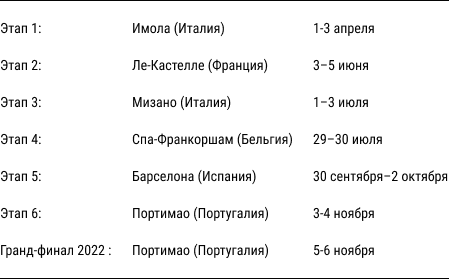 Этап 1: Имола (Италия) 1-3 апреля
Этап 2: Ле-Кастелле (Франция) 3–5 июня
Этап 3: Мизано (Италия) 1–3 июля
Этап 4: Спа-Франкоршам (Бельгия) 29–30 июля
Этап 5: Барселона (Испания) 30 сентября–2 октября
Этап 6: Портимао (Португалия) 3-4 ноября
Гранд-финал 2022 : Портимао (Португалия) 5-6 ноября